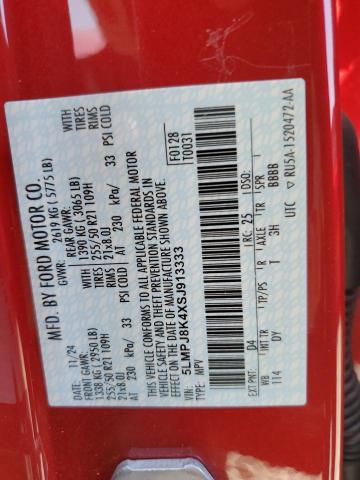 MFD. BY FORD MOTOR CO.
11/24 GVWR: 2619 KG ( 5775 LB)
FRONT GAWR: REAR GAWR:
1338 KG ( 2950 LB) 1390 KG ( 3065 LB)
255/50 R21 109H WITH TIRES 255/50 R21 109H WITH TIRES
21x8.0J RIMS 21x8.0J RIMS
AT 230 kPa/ 33 PSI COLD AT 230 kPa/ 33 PSI COLD
THIS VEHICLE CONFORMS TO ALL APPLICABLE FEDERAL MOTOR
VEHICLE SAFETY AND THEFT PREVENTION STANDARDS IN
EFFECT ON THE DATE OF MANUFACTURE SHOWN ABOVE.
VIN: 5LMPJ8K4XSJ913333 F0128
TYPE: MPV T0031
EXT PNT: D4 RC: 25 DSO:
WB INT TR TP/PS R AXLE TR SPR
114 DY T 3H BBBB
UTC ▽ RU5A-1520472-AA